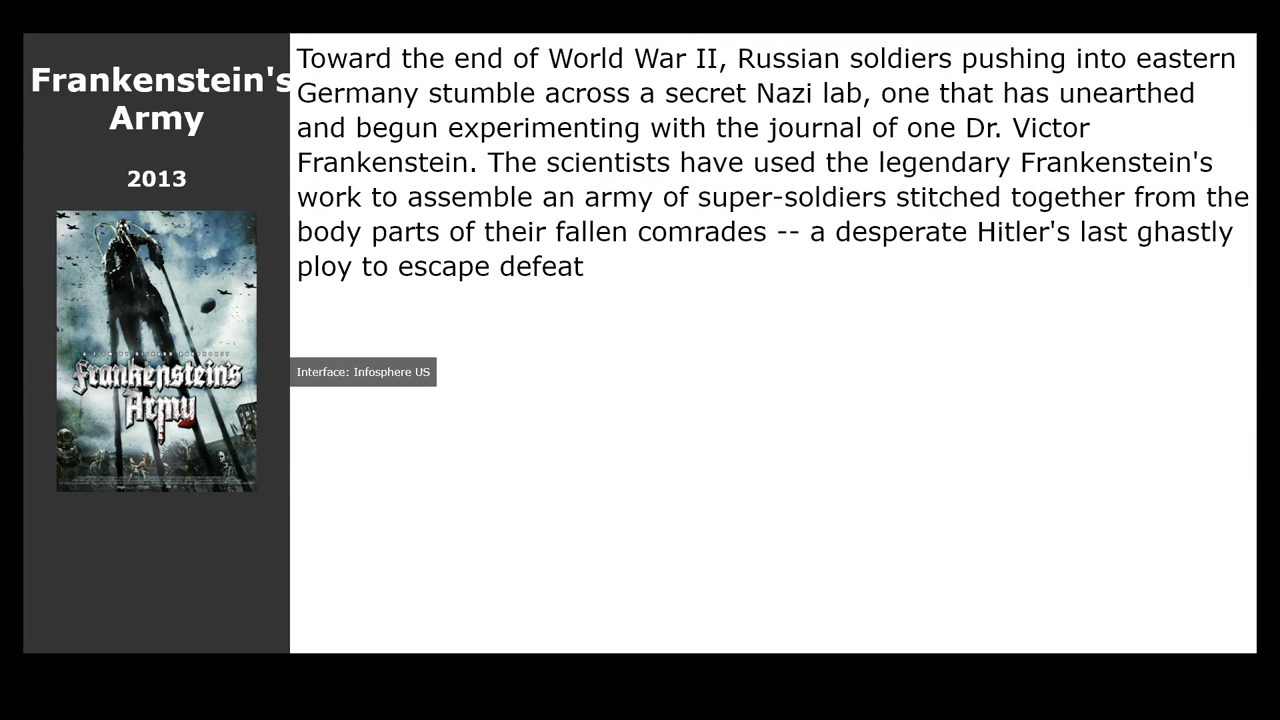 Frankenstein's
Army
2013
Frankenstein's
Army
Toward the end of World War II, Russian soldiers pushing into eastern
Germany stumble across a secret Nazi lab, one that has unearthed
and begun experimenting with the journal of one Dr. Victor
Frankenstein. The scientists have used the legendary Frankenstein's
work to assemble an army of super-soldiers stitched together from the
body parts of their fallen comrades -- a desperate Hitler's last ghastly
ploy to escape defeat
Interface: Infosphere US